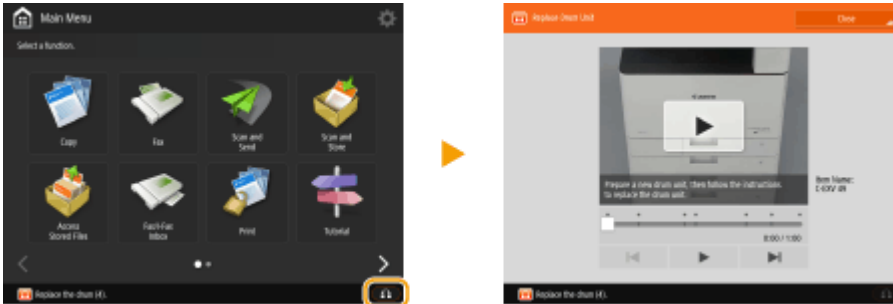 Main Menu
Select a function.
Copy
Fax
Scan and
Send
Scan and
Store
Access
Stored Files
Fax/I-Fax
Inbox
Print
Tutorial
Replace the drum (4).
Replace Drum Unit
Close
Canon
Prepare a new drum unit, then follow the instructions
to replace the drum unit.
Item Name:
C-EXV 49
0:00 / 1:00
Replace the drum (4).